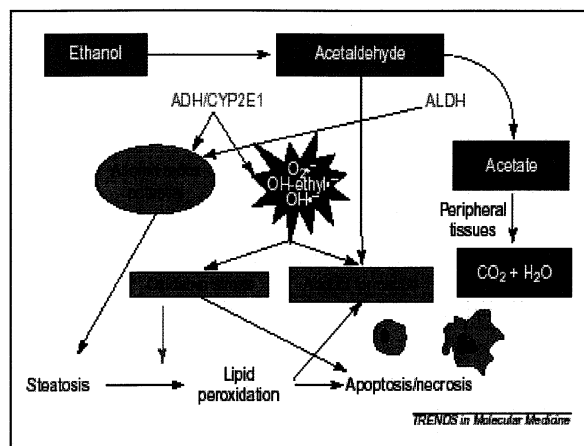 Ethanol
Acetaldehyde
ADH/CYP2E1
ALDH
O₂•−
OH-ethyl•−
OH•−
Acetate
Peripheral
tissues
CO₂ + H₂O
Steatosis
Lipid
peroxidation
Apoptosis/necrosis
TRENDS in Molecular Medicine